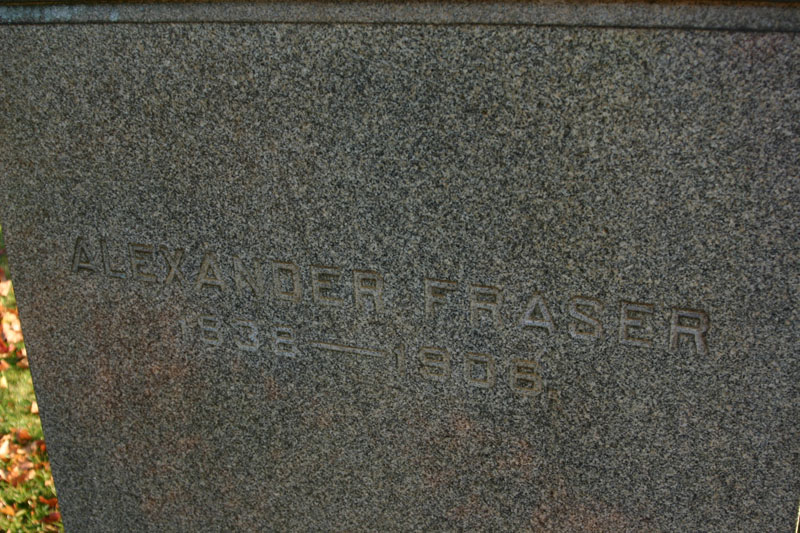 ALEXANDER FRASER
1838 — 1908.